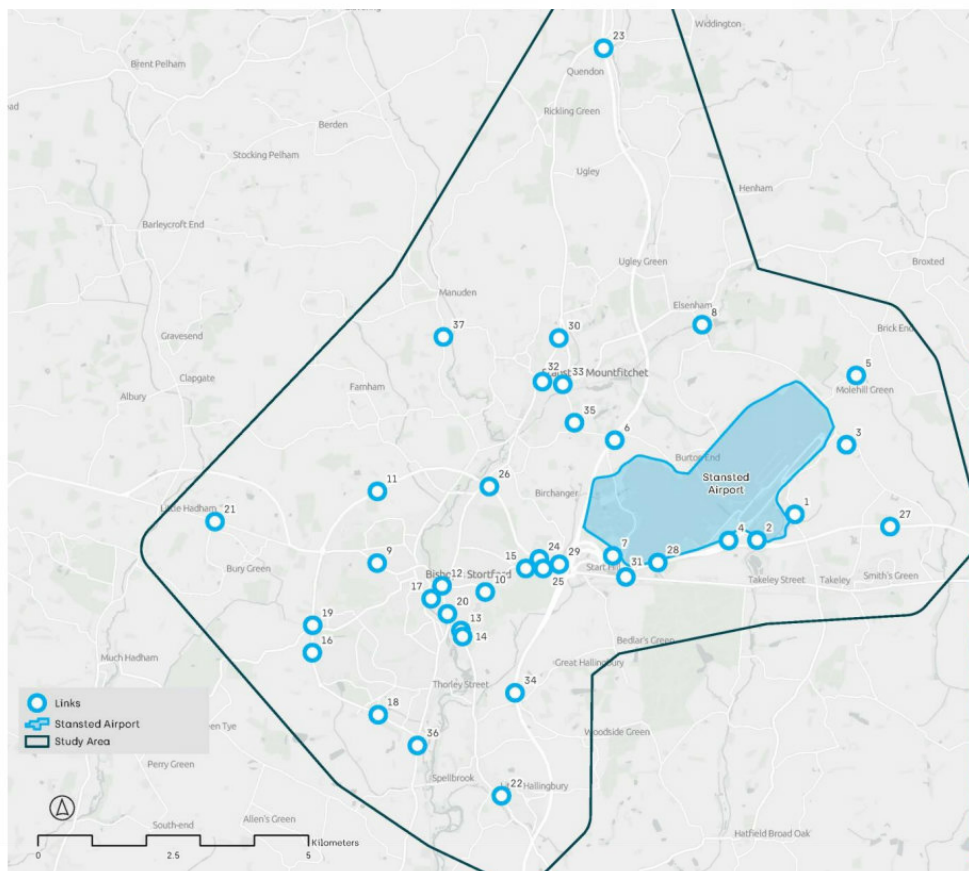 Widdington
23
Quendon
Brent Pelham
Rickling Green
Berden
Stocking Pelham
Ugley
Henham
Barleycroft End
Broxted
Ugley Green
Manuden
Elsenham
8
37
30
Brick End
Gravesend
32
33
Mountfitchet
5
Clapgate
Farnham
Molehill Green
Albury
35
6
3
Burton End
26
11
Stansted
Airport
Birchanger
1
Little Hadham
21
27
4
2
24
15
29
7
28
9
Start Hill
25
31
Bury Green
12
10
Takeley Street
Takeley
Smith's Green
17
20
19
13
14
Bedlar's Green
16
Much Hadham
Great Hallingbury
Thorley Street
34
Links
18
Stansted Airport
Woodside Green
Study Area
36
Perry Green
Spellbrook
22
Hallingbury
Allen's Green
South-end
Hatfield Broad Oak
Kilometers
0
2.5
5